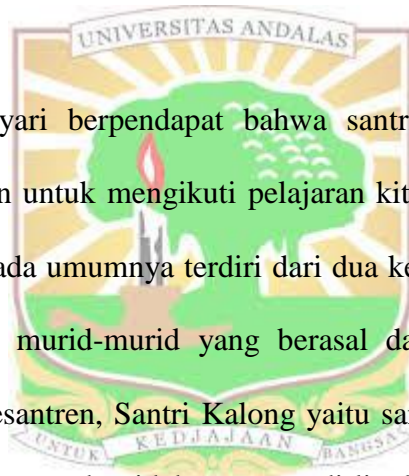 UNIVERSITAS ANDALAS
yari berpendapat bahwa santr
n untuk mengikuti pelajaran kit
ada umumnya terdiri dari dua ke
murid-murid yang berasal da
esantren, Santri Kalong yaitu sa
UNTUK KEDJAJAAN BANGSA